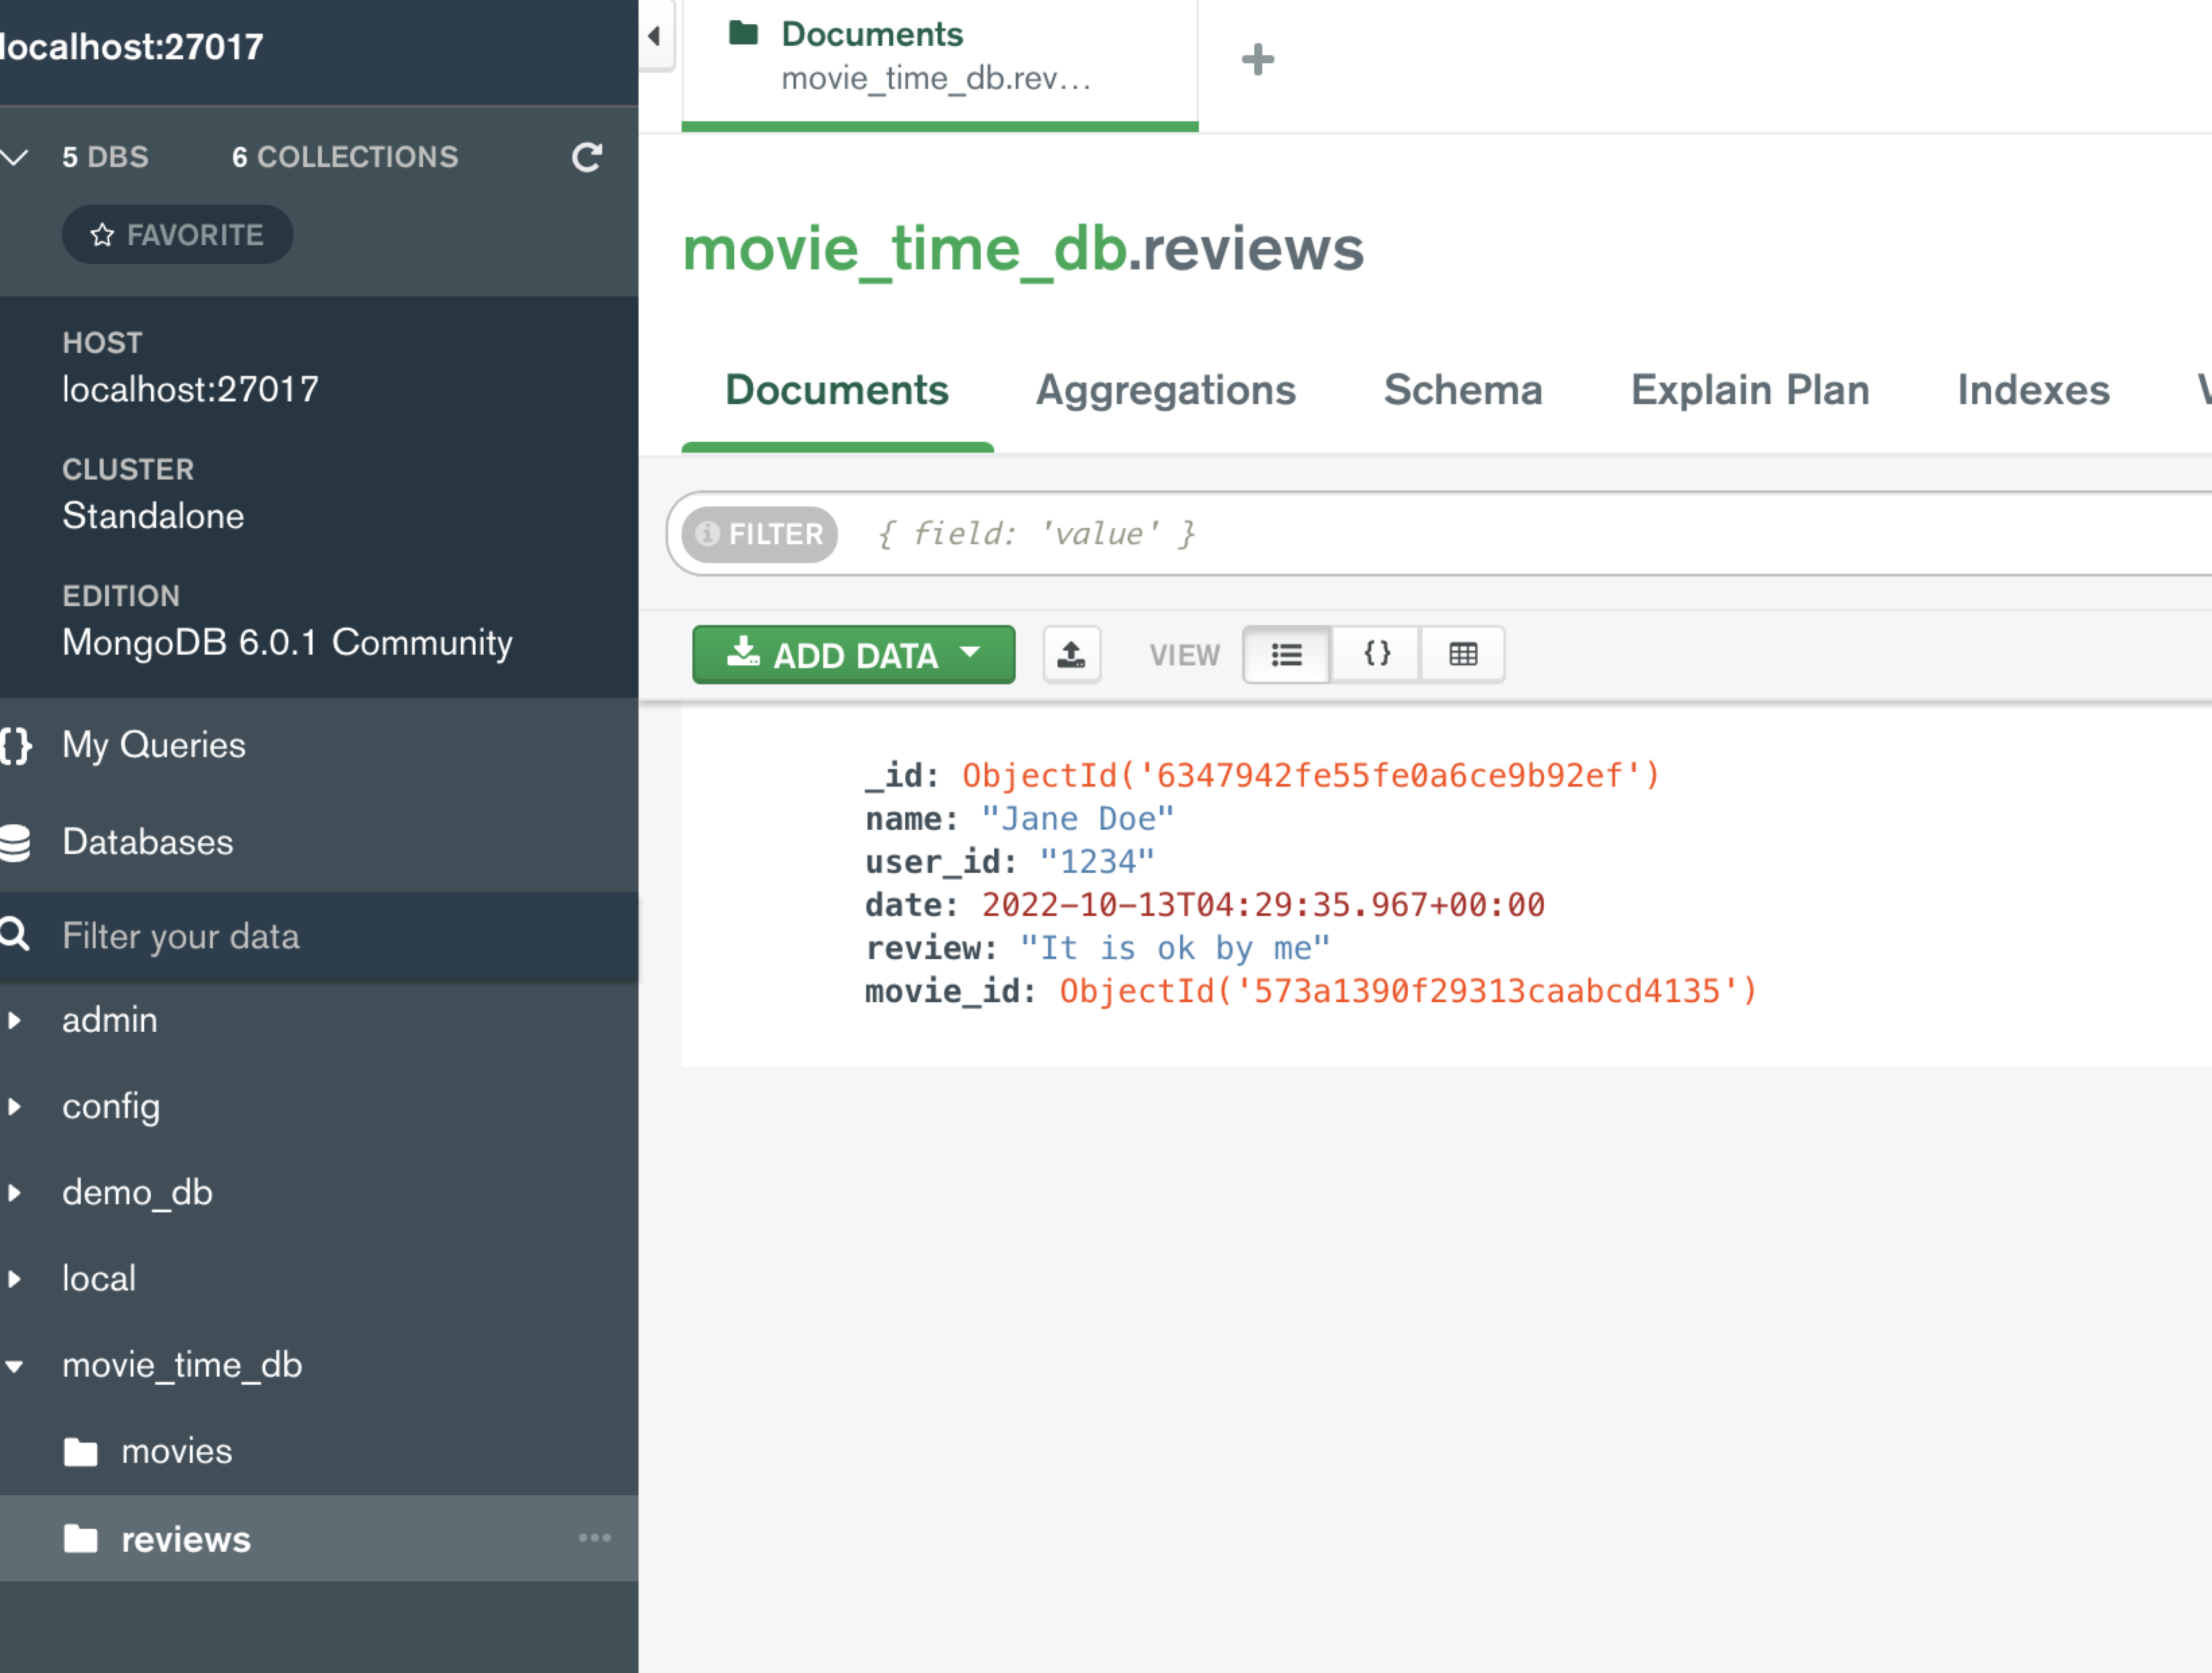 localhost:27017
5 DBS 6 COLLECTIONS
FAVORITE
HOST
localhost:27017
CLUSTER
Standalone
EDITION
MongoDB 6.0.1 Community
{} My Queries
Databases
Filter your data
admin
config
demo_db
local
movie_time_db
movies
reviews
Documents
movie_time_db.rev...
movie_time_db.reviews
Documents Aggregations Schema Explain Plan Indexes
FILTER { field: 'value' }
ADD DATA VIEW {}
_id: ObjectId('6347942fe55fe0a6ce9b92ef')
name: "Jane Doe"
user_id: "1234"
date: 2022-10-13T04:29:35.967+00:00
review: "It is ok by me"
movie_id: ObjectId('573a1390f29313caabcd4135')